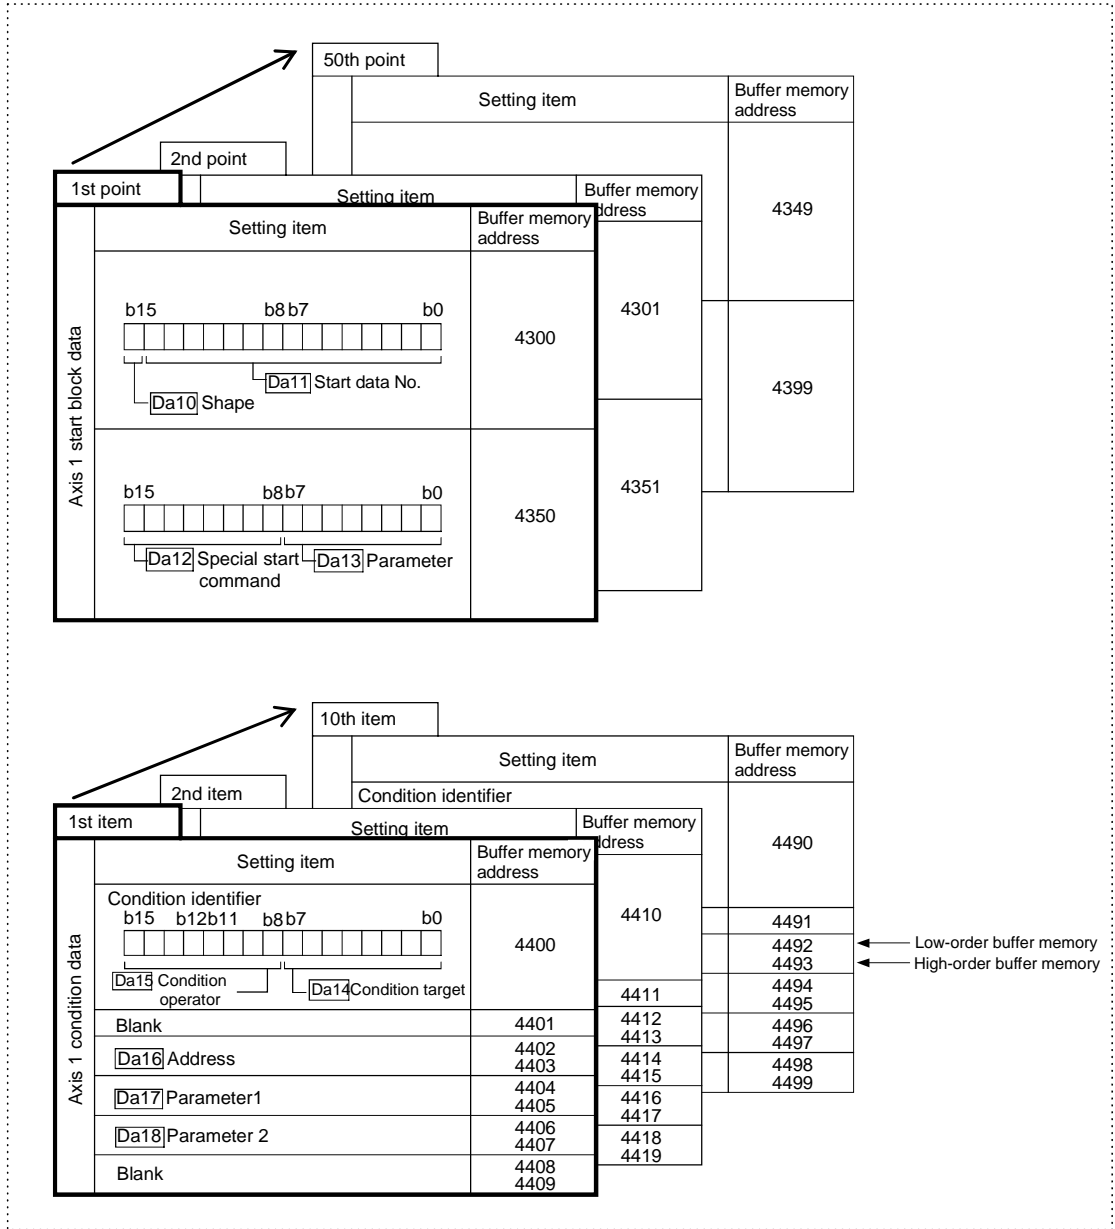 50th point
Setting item
Buffer memory
address
4349
4399
2nd point
Setting item
Buffer memory
address
4301
4351
1st point
Axis 1 start block data
Setting item
Buffer memory
address
b15 b8 b7 b0
Da11 Start data No.
Da10 Shape
4300
b15 b8 b7 b0
Da12 Special start
command
Da13 Parameter
4350
10th item
Setting item
Buffer memory
address
Condition identifier
4490
4491
4492
4493
4494
4495
4496
4497
4498
4499
Low-order buffer memory
High-order buffer memory
2nd item
Setting item
Buffer memory
address
4410
4411
4412
4413
4414
4415
4416
4417
4418
4419
1st item
Axis 1 condition data
Setting item
Buffer memory
address
Condition identifier
b15 b12 b11 b8 b7 b0
Da15 Condition
operator
Da14 Condition target
4400
Blank
4401
Da16 Address
4402
4403
Da17 Parameter1
4404
4405
Da18 Parameter 2
4406
4407
Blank
4408
4409